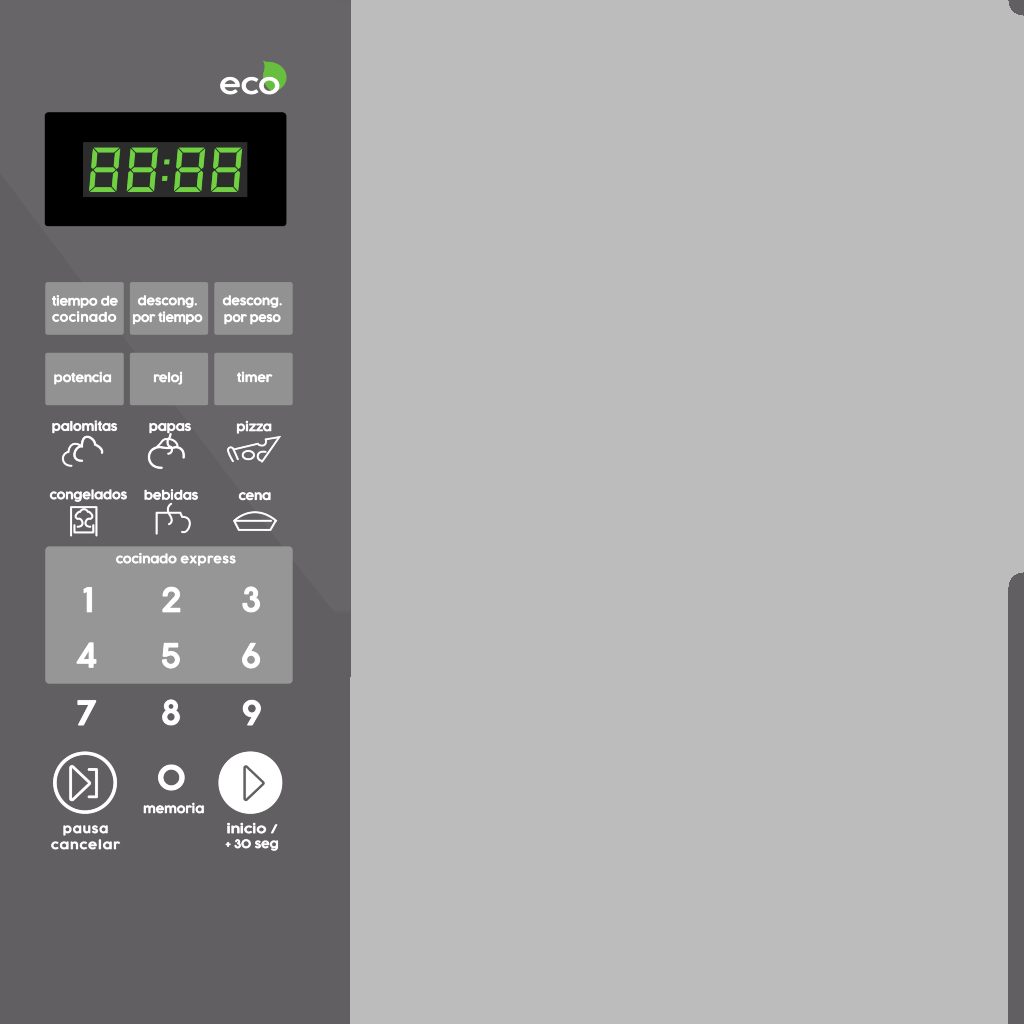 eco
88:88
tiempo de
cocinado
descong.
por tiempo
descong.
por peso
potencia
reloj
timer
palomitas
papas
pizza
congelados
bebidas
cena
cocinado express
1 2 3
4 5 6
7 8 9
0
memoria
pausa
cancelar
inicio /
+ 30 seg